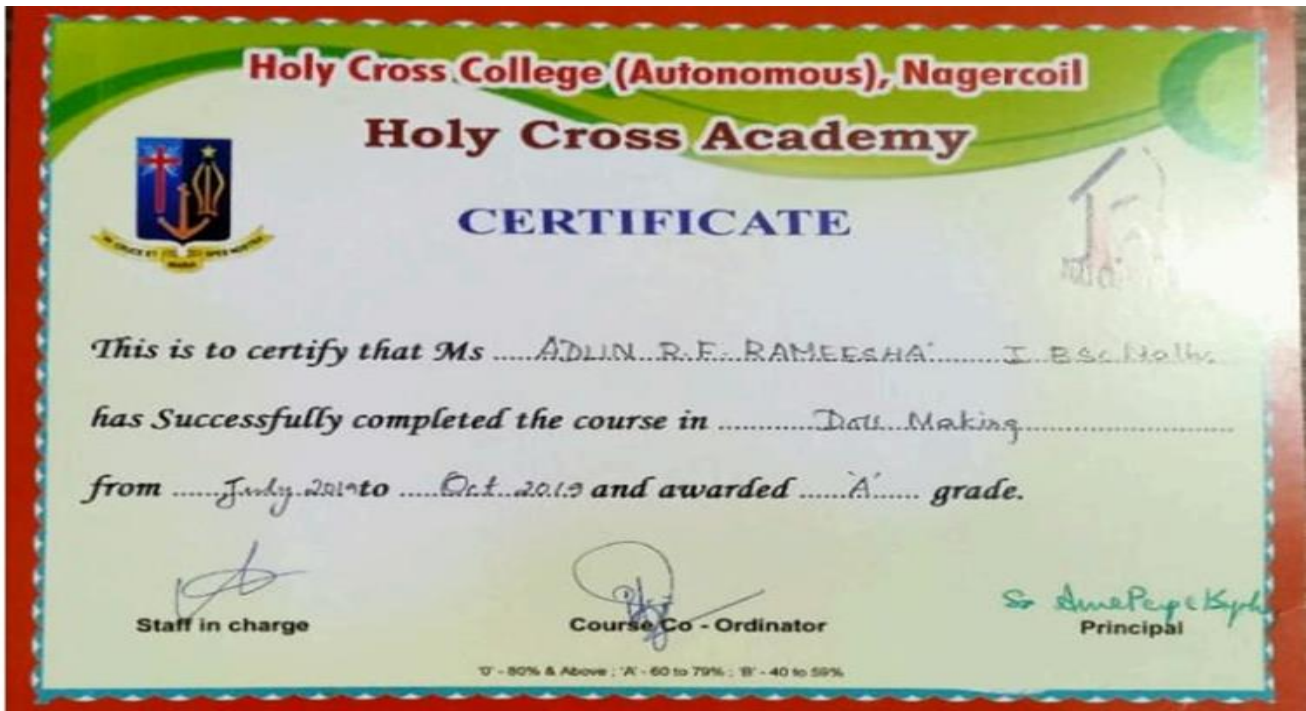 Holy Cross College (Autonomous), Nagercoil
Holy Cross Academy
CERTIFICATE
This is to certify that Ms ..... ADLIN R.F. RAMEESHA ..... I BSc Maths
has Successfully completed the course in ............ Doll Making ............
from ...... July 2019 to ..... Oct 2019 and awarded ...... 'A' ...... grade.
Staff in charge
Course Co - Ordinator
Principal
'O' - 80% & Above ; 'A' - 60 to 79% ; 'B' - 40 to 59%